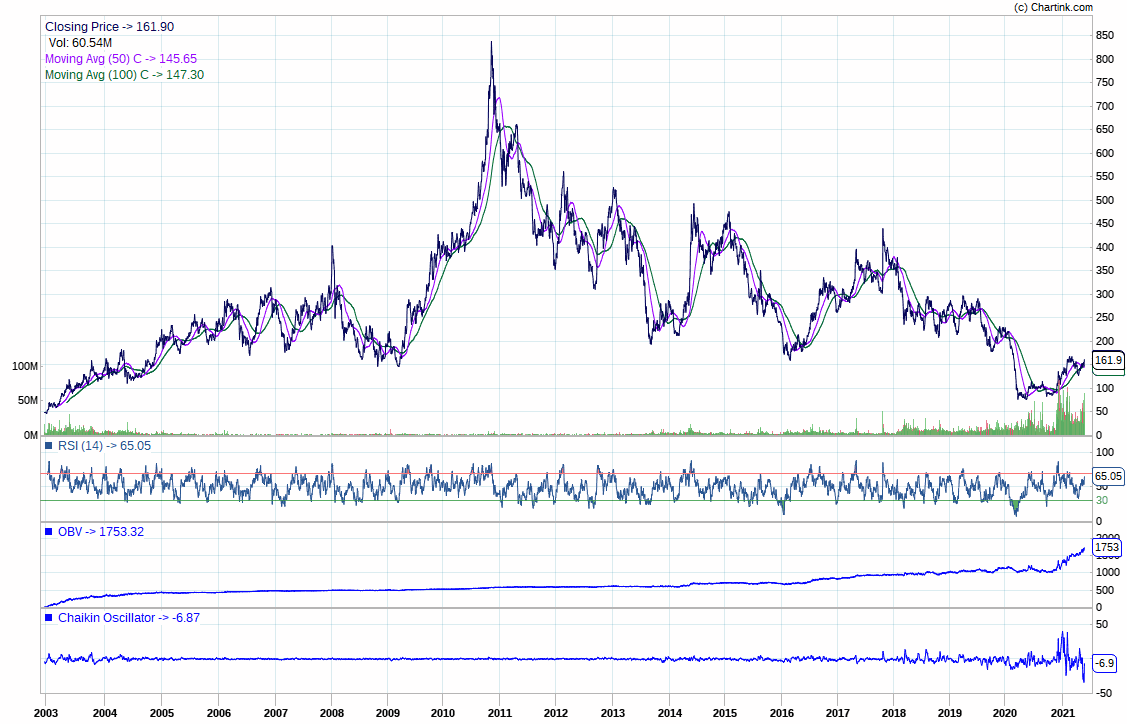 (c) Chartink.com
Closing Price -> 161.90
Vol: 60.54M
Moving Avg (50) C -> 145.65
Moving Avg (100) C -> 147.30
850
800
750
700
650
600
550
500
450
400
350
300
250
200
161.9
100
50
0
100M
50M
0M
RSI (14) -> 65.05
100
65.05
50
30
0
OBV -> 1753.32
2000
1753
1000
500
0
Chaikin Oscillator -> -6.87
50
-6.9
-50
2003 2004 2005 2006 2007 2008 2009 2010 2011 2012 2013 2014 2015 2016 2017 2018 2019 2020 2021